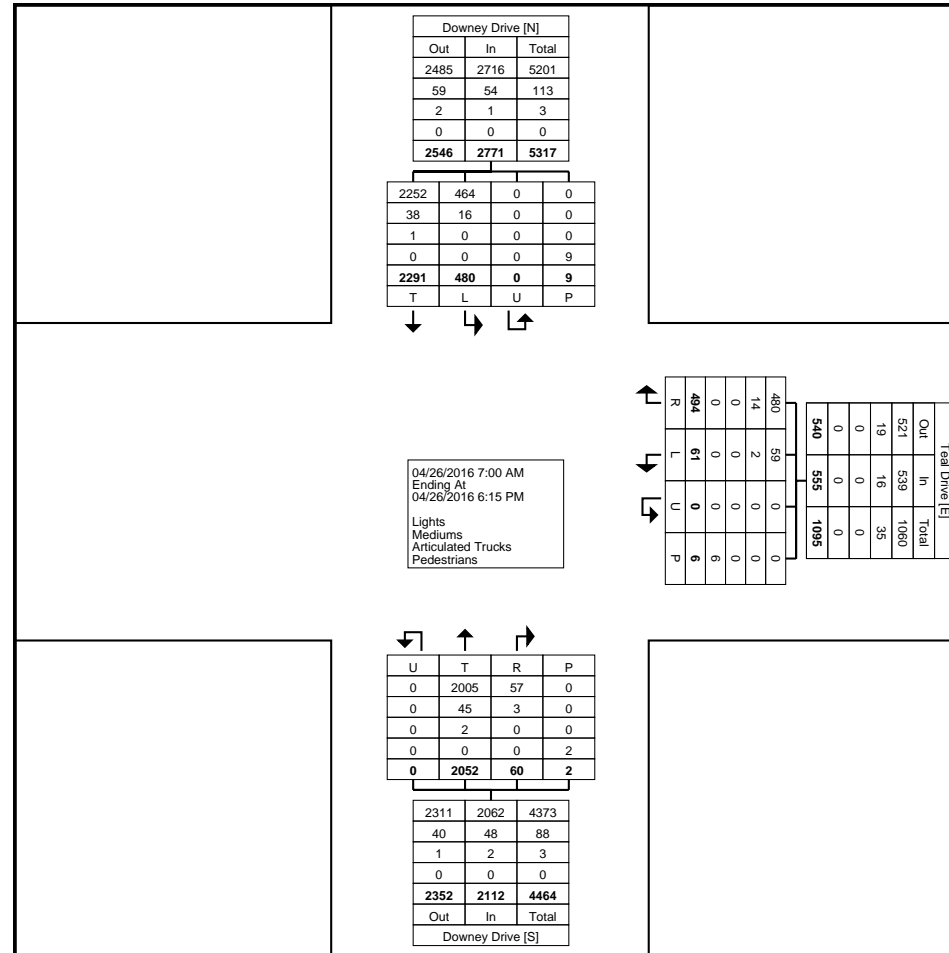 Downey Drive [N]
Out In Total
2485 2716 5201
59 54 113
2 1 3
0 0 0
2546 2771 5317
2252 464 0 0
38 16 0 0
1 0 0 0
0 0 0 9
2291 480 0 9
T L U P
Teal Drive [E]
Out In Total
521 539 1060
19 16 35
0 0 0
0 0 0
540 555 1095
480 59 0 0
14 2 0 0
0 0 0 0
0 0 0 6
494 61 0 6
R L U P
04/26/2016 7:00 AM
Ending At
04/26/2016 6:15 PM
Lights
Mediums
Articulated Trucks
Pedestrians
U T R P
0 2005 57 0
0 45 3 0
0 2 0 0
0 0 0 2
0 2052 60 2
2311 2062 4373
40 48 88
1 2 3
0 0 0
2352 2112 4464
Out In Total
Downey Drive [S]